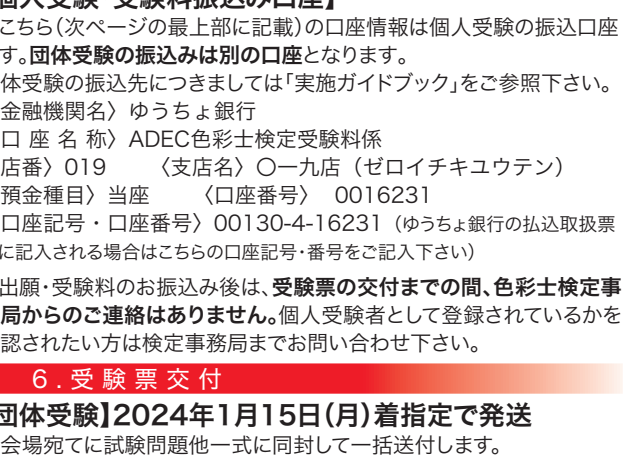 個人受験・受験料振込み口座】
こちら(次ページの最上部に記載)の口座情報は個人受験の振込口座
す。団体受験の振込みは別の口座となります。
体受験の振込先につきましては「実施ガイドブック」をご参照下さい。
金融機関名〉ゆうちょ銀行
口 座 名 称〉ADEC色彩士検定受験料係
店番〉019 〈支店名〉〇一九店（ゼロイチキユウテン）
預金種目〉当座 〈口座番号〉 0016231
口座記号・口座番号〉00130-4-16231（ゆうちょ銀行の払込取扱票
に記入される場合はこちらの口座記号・番号をご記入下さい）
出願・受験料のお振込み後は、受験票の交付までの間、色彩士検定事
局からのご連絡はありません。個人受験者として登録されているかを
認されたい方は検定事務局までお問い合わせ下さい。
6.受験票交付
団体受験】2024年1月15日(月)着指定で発送
会場宛てに試験問題他一式に同封して一括送付します。